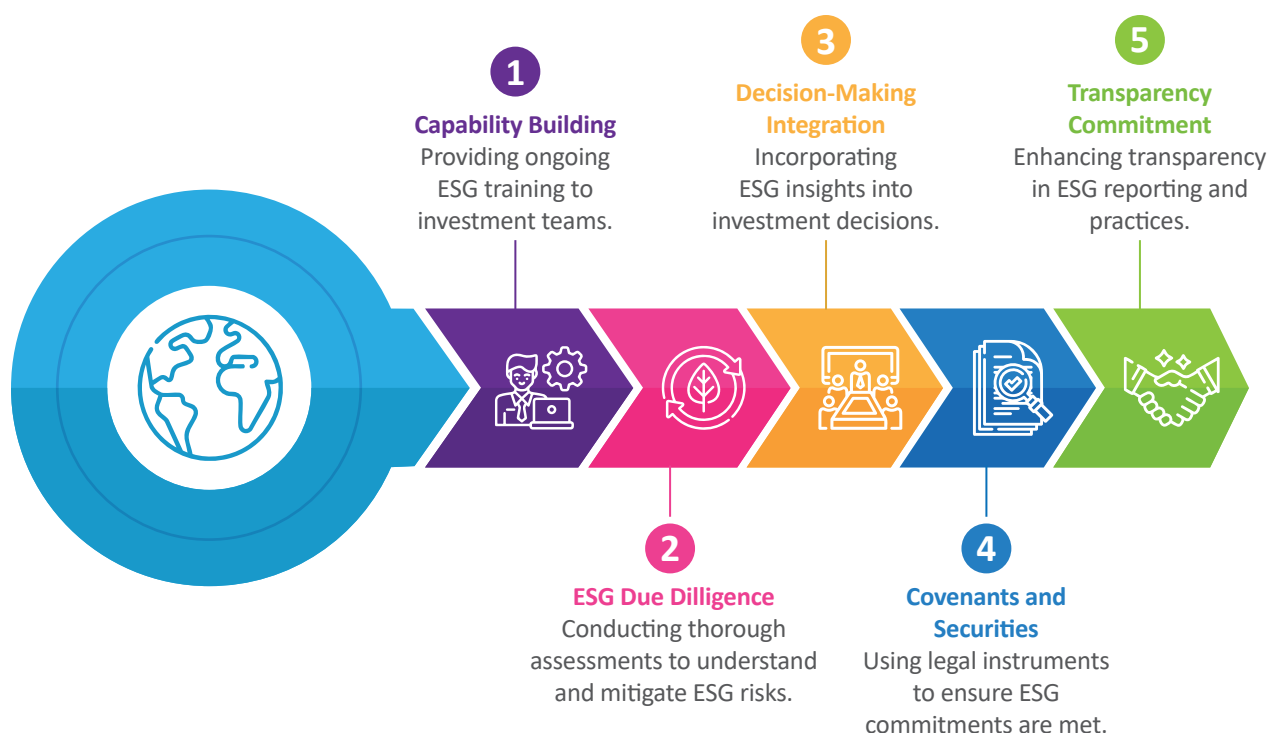 1
Capability Building
Providing ongoing
ESG training to
investment teams.
2
ESG Due Dilligence
Conducting thorough
assessments to understand
and mitigate ESG risks.
3
Decision-Making
Integration
Incorporating
ESG insights into
investment decisions.
4
Covenants and
Securities
Using legal instruments
to ensure ESG
commitments are met.
5
Transparency
Commitment
Enhancing transparency
in ESG reporting and
practices.